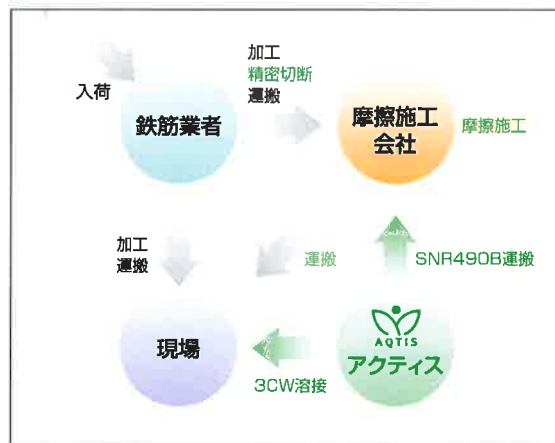 入荷
加工
精密切断
運搬
鉄筋業者
摩擦施工
会社
摩擦施工
加工
運搬
運搬
SNR490B運搬
現場
AQTIS
アクティス
3CW溶接